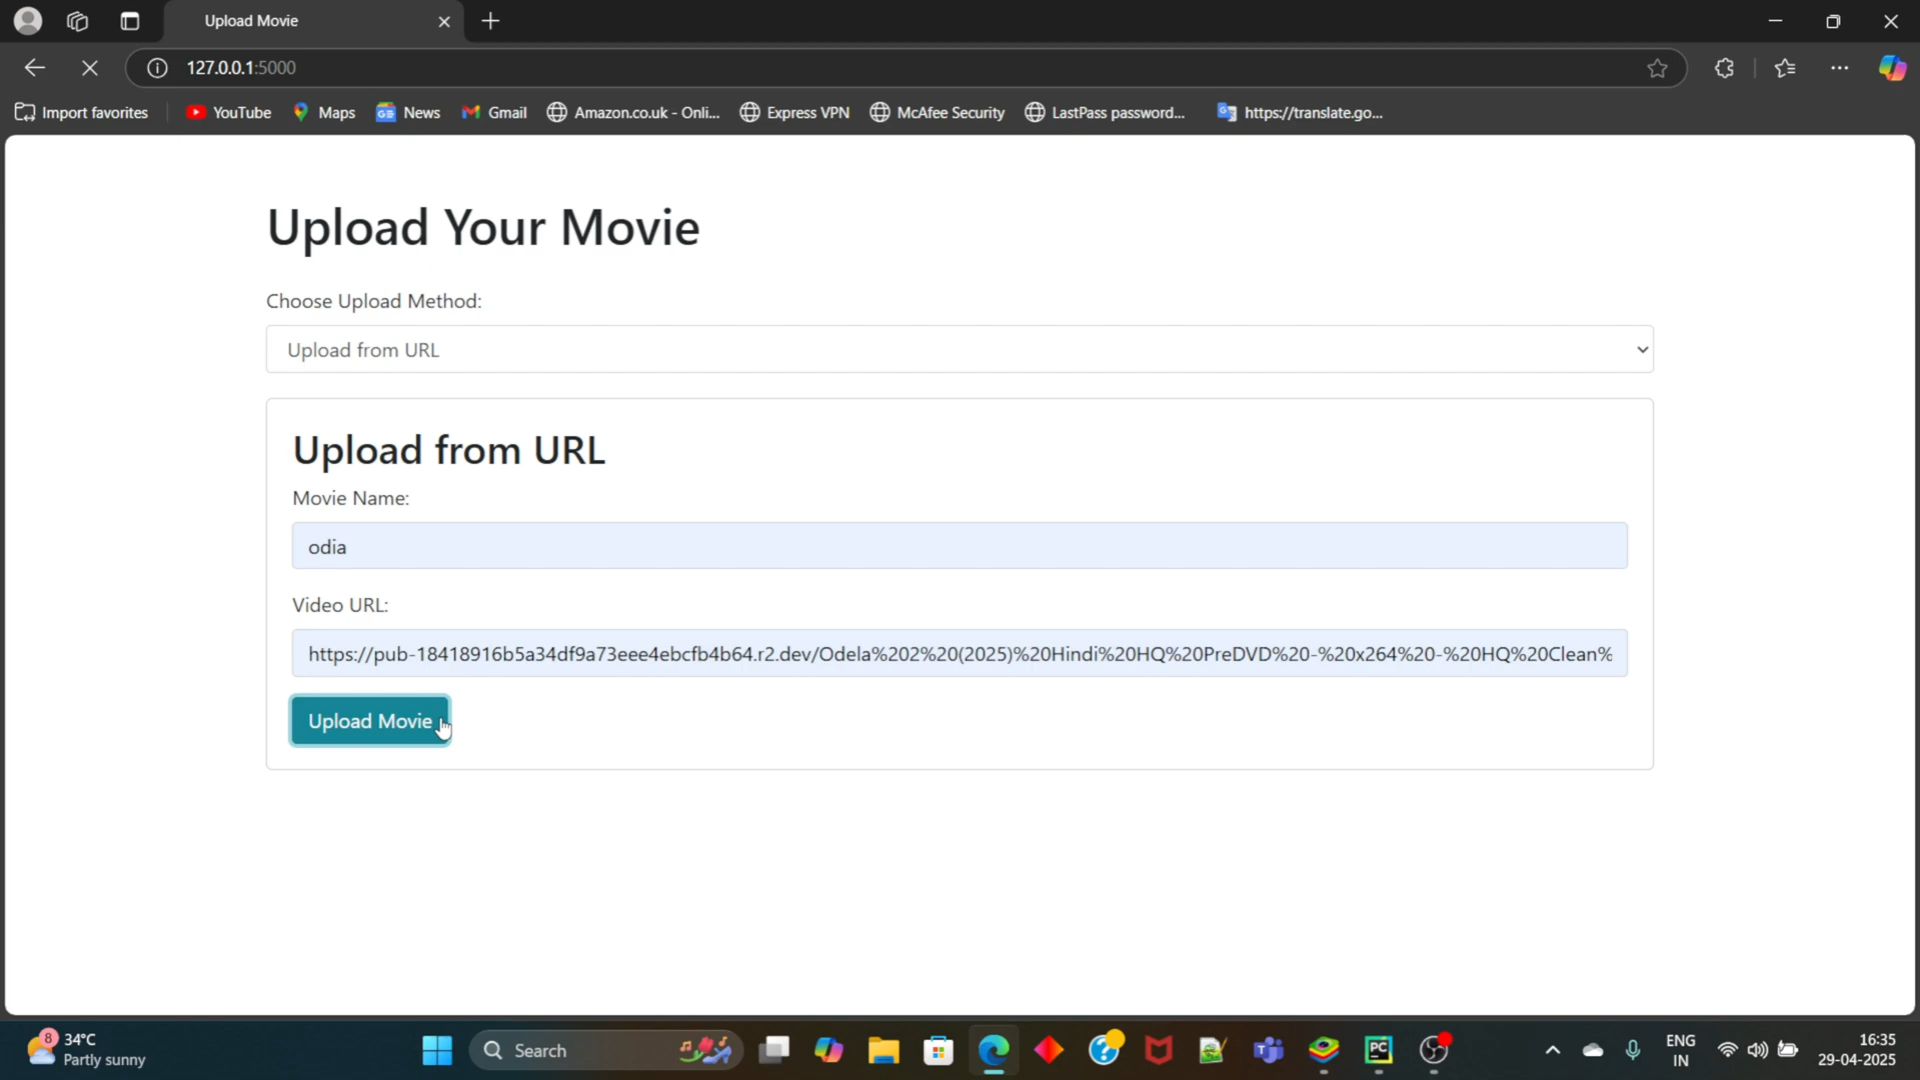 Upload Movie
127.0.0.1:5000
Import favorites
YouTube
Maps
News
Gmail
Amazon.co.uk - Onli...
Express VPN
McAfee Security
LastPass password...
https://translate.go...
Upload Your Movie
Choose Upload Method:
Upload from URL
Upload from URL
Movie Name:
odia
Video URL:
https://pub-18418916b5a34df9a73eee4ebcfb4b64.r2.dev/Odela%202%20(2025)%20Hindi%20HQ%20PreDVD%20-%20x264%20-%20HQ%20Clean%
Upload Movie
8
34°C
Partly sunny
Search
PC
ENG
IN
16:35
29-04-2025